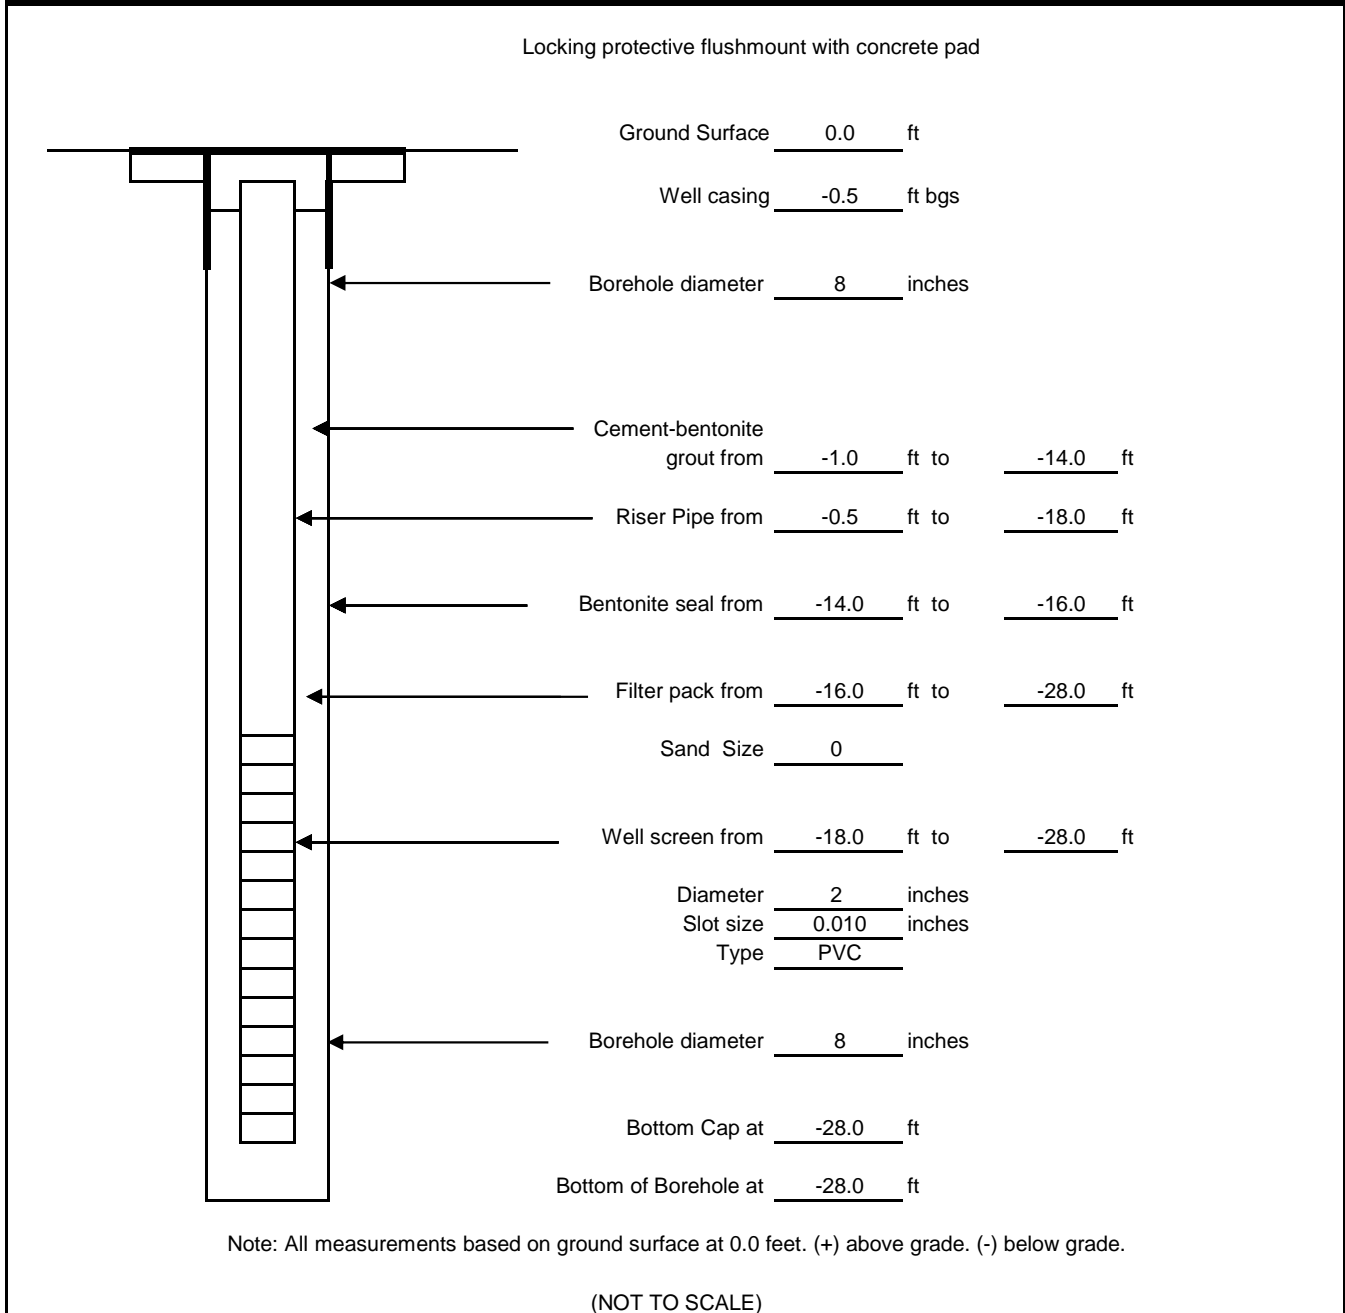 Locking protective flushmount with concrete pad
Ground Surface 0.0 ft
Well casing -0.5 ft bgs
Borehole diameter 8 inches
Cement-bentonite
grout from -1.0 ft to -14.0 ft
Riser Pipe from -0.5 ft to -18.0 ft
Bentonite seal from -14.0 ft to -16.0 ft
Filter pack from -16.0 ft to -28.0 ft
Sand Size 0
Well screen from -18.0 ft to -28.0 ft
Diameter 2 inches
Slot size 0.010 inches
Type PVC
Borehole diameter 8 inches
Bottom Cap at -28.0 ft
Bottom of Borehole at -28.0 ft
Note: All measurements based on ground surface at 0.0 feet. (+) above grade. (-) below grade.
(NOT TO SCALE)